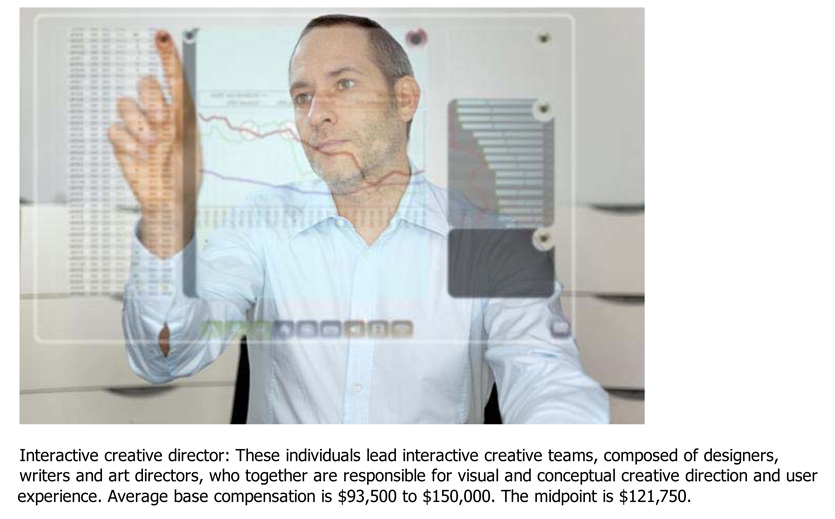 Interactive creative director: These individuals lead interactive creative teams, composed of designers,
writers and art directors, who together are responsible for visual and conceptual creative direction and user
experience. Average base compensation is $93,500 to $150,000. The midpoint is $121,750.